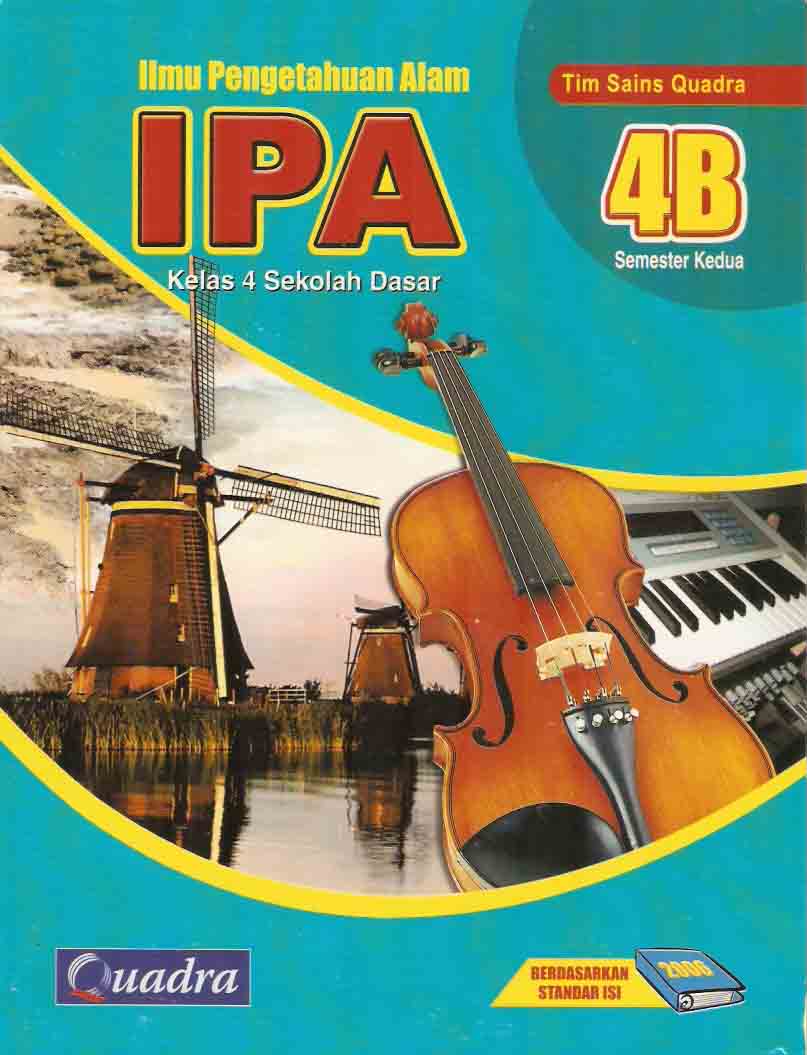 Ilmu Pengetahuan Alam
IPA
Kelas 4 Sekolah Dasar
Tim Sains Quadra
4B
Semester Kedua
Quadra
BERDASARKAN
STANDAR ISI
2006